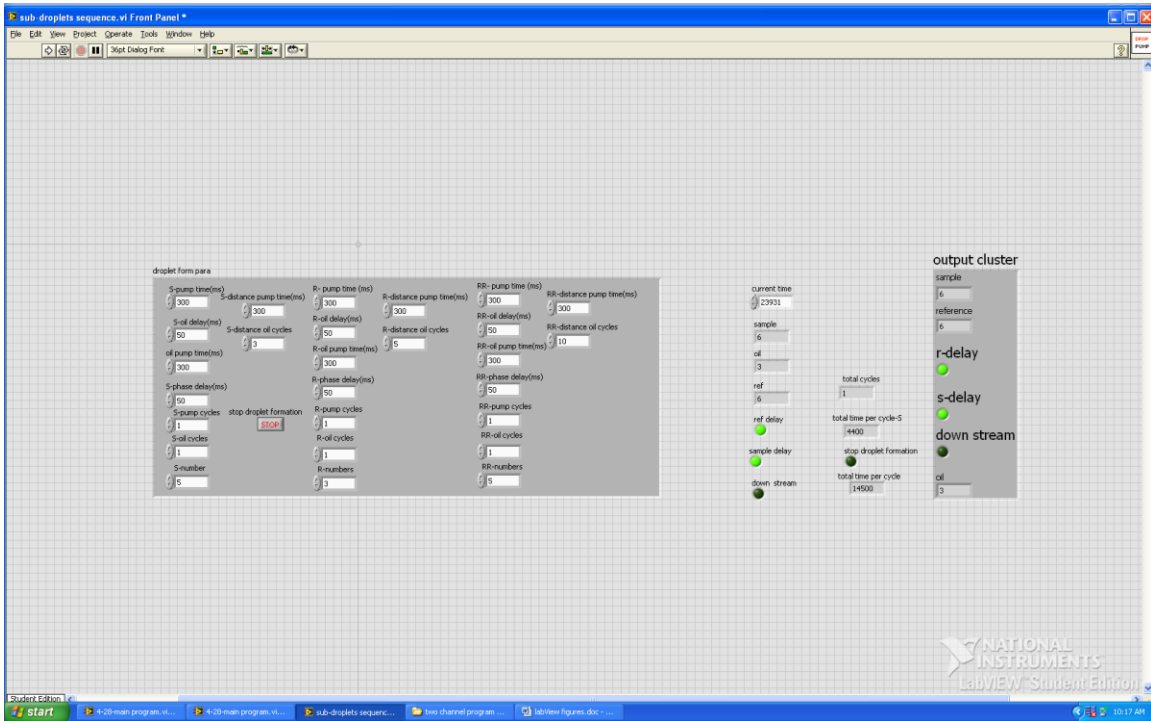 sub-droplets sequence.vi Front Panel *
File Edit View Project Operate Tools Window Help
36pt Dialog Font
DROP
PUMP
droplet form para
S-pump time(ms)
300
S-distance pump time(ms)
300
S-oil delay(ms)
50
S-distance oil cycles
3
oil pump time(ms)
300
S-phase delay(ms)
50
S-pump cycles
1
stop droplet formation
STOP
S-oil cycles
1
S-number
5
R- pump time (ms)
300
R-distance pump time(ms)
300
R-oil delay(ms)
50
R-distance oil cycles
5
R-oil pump time(ms)
300
R-phase delay(ms)
50
R-pump cycles
1
R-oil cycles
1
R-numbers
3
RR- pump time (ms)
300
RR-distance pump time(ms)
300
RR-oil delay(ms)
50
RR-distance oil cycles
10
RR-oil pump time(ms)
300
RR-phase delay(ms)
50
RR-pump cycles
1
RR-oil cycles
1
RR-numbers
5
current time
23931
sample
6
oil
3
ref
6
ref delay
sample delay
down stream
total cycles
1
total time per cycle-S
4400
stop droplet formation
total time per cycle
14500
output cluster
sample
6
reference
6
r-delay
s-delay
down stream
oil
3
NATIONAL
INSTRUMENTS
LabVIEW™ Student Edition
Student Edition
start
4-28-main program.vi...
4-28-main program.vi...
sub-droplets sequenc...
two channel program ...
labView figures.doc - ...
10:17 AM